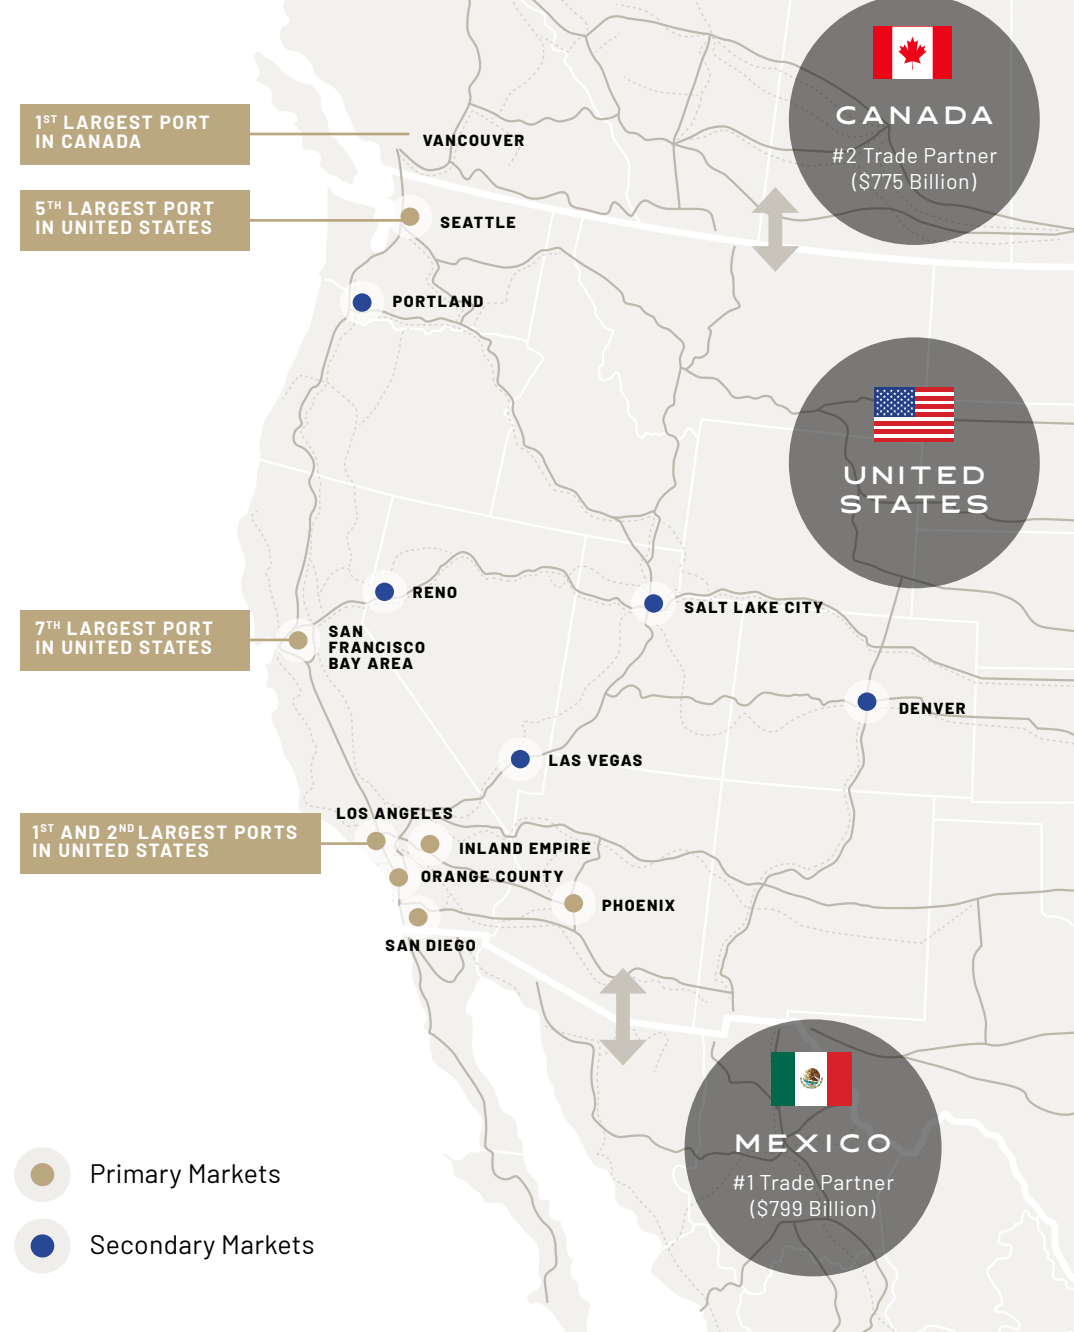 CANADA
#2 Trade Partner
($775 Billion)
1ST LARGEST PORT
IN CANADA
VANCOUVER
5TH LARGEST PORT
IN UNITED STATES
SEATTLE
PORTLAND
UNITED
STATES
RENO
SALT LAKE CITY
7TH LARGEST PORT
IN UNITED STATES
SAN
FRANCISCO
BAY AREA
DENVER
LAS VEGAS
LOS ANGELES
1ST AND 2ND LARGEST PORTS
IN UNITED STATES
INLAND EMPIRE
ORANGE COUNTY
PHOENIX
SAN DIEGO
MEXICO
#1 Trade Partner
($799 Billion)
Primary Markets
Secondary Markets